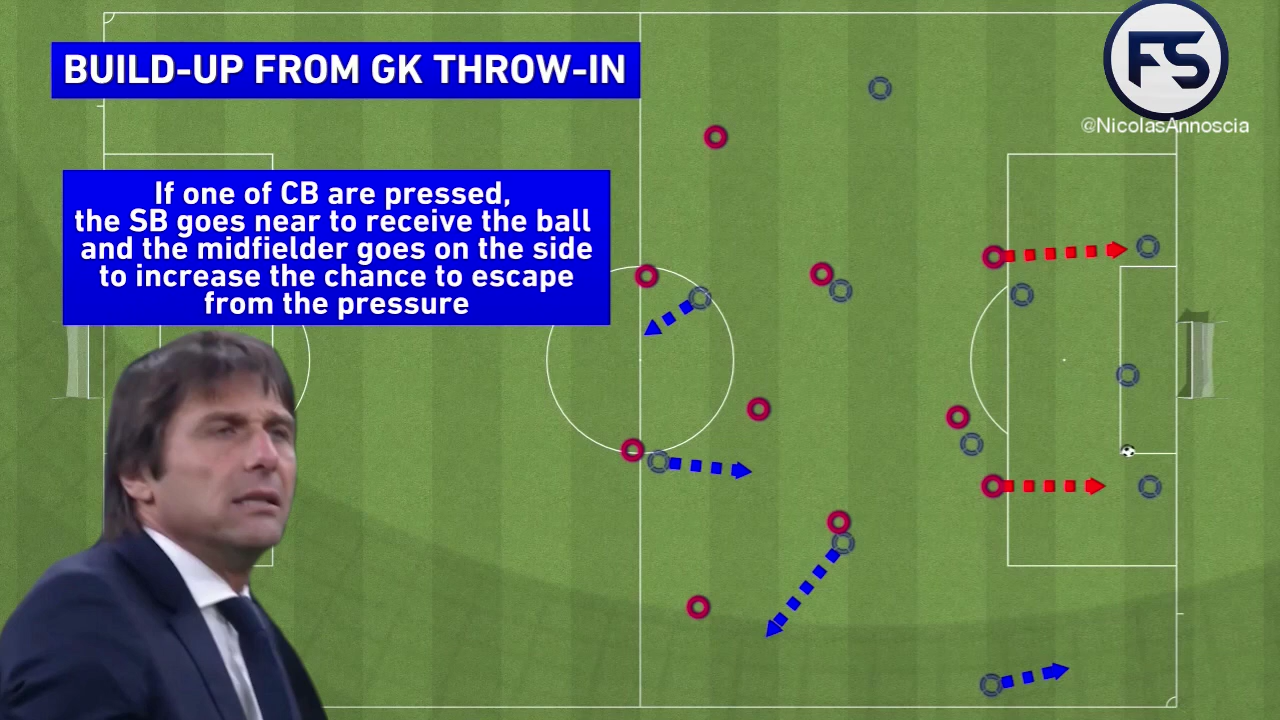 BUILD-UP FROM GK THROW-IN
FS
@NicolasAnnoscia
If one of CB are pressed,
the SB goes near to receive the ball
and the midfielder goes on the side
to increase the chance to escape
from the pressure